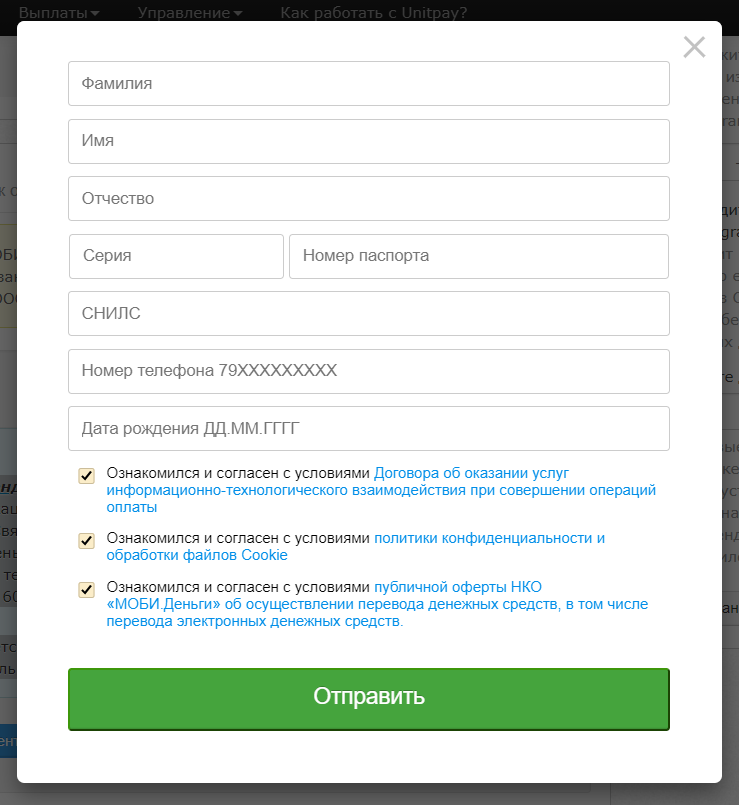 Выплаты Управление Как работать с Unitpay?
Фамилия
Имя
Отчество
Серия Номер паспорта
СНИЛС
Номер телефона 79XXXXXXXXX
Дата рождения ДД.ММ.ГГГГ
Ознакомился и согласен с условиями Договора об оказании услуг
информационно-технологического взаимодействия при совершении операций
оплаты
Ознакомился и согласен с условиями политики конфиденциальности и
обработки файлов Cookie
Ознакомился и согласен с условиями публичной оферты НКО
«МОБИ.Деньги» об осуществлении перевода денежных средств, в том числе
перевода электронных денежных средств.
Отправить